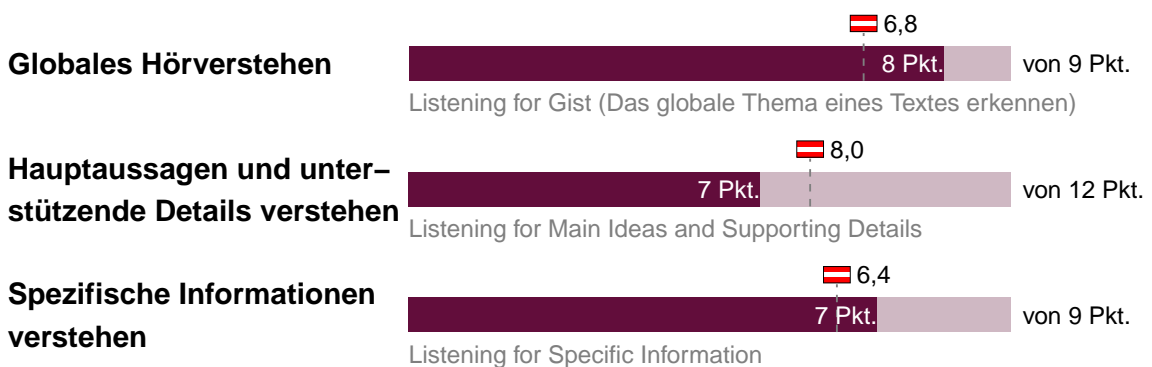 6,8
Globales Hörverstehen
8 Pkt.
von 9 Pkt.
Listening for Gist (Das globale Thema eines Textes erkennen)
8,0
Hauptaussagen und unter–
stützende Details verstehen
7 Pkt.
von 12 Pkt.
Listening for Main Ideas and Supporting Details
6,4
Spezifische Informationen
verstehen
7 Pkt.
von 9 Pkt.
Listening for Specific Information